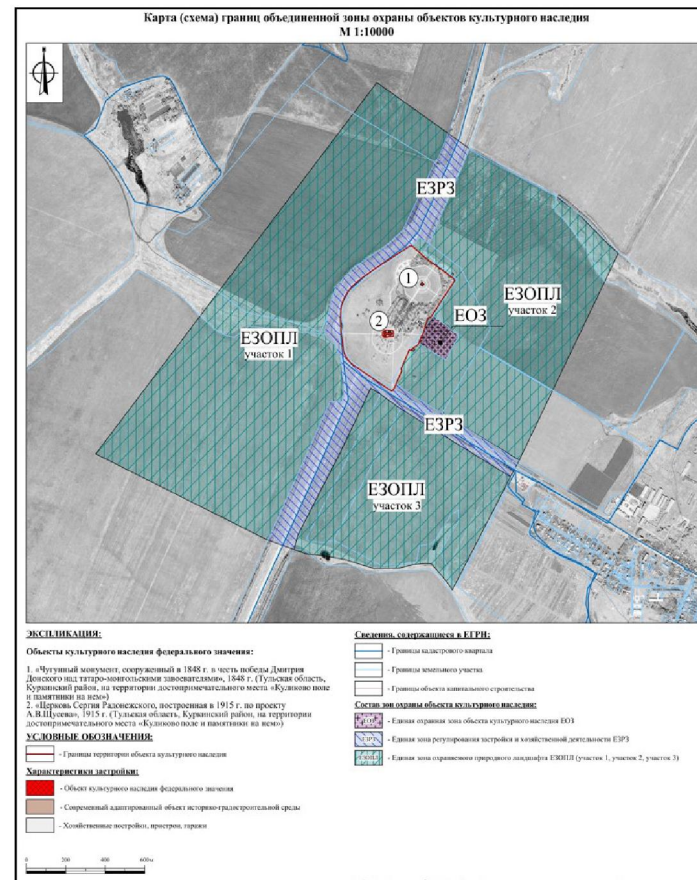 Карта (схема) границ объединенной зоны охраны объектов культурного наследия
М 1:10000
ЕЗРЗ
1
ЕЗОПЛ
участок 2
2
ЕОЗ
ЕЗОПЛ
участок 1
ЕЗРЗ
ЕЗОПЛ
участок 3
ЭКСПЛИКАЦИЯ:
Объекты культурного наследия федерального значения:
1. «Чугунный монумент, сооруженный в 1848 г. в честь победы Дмитрия
Донского над татаро-монгольскими завоевателями», 1848 г. (Тульская область,
Куркинский район, на территории достопримечательного места «Куликово поле
и памятники на нем»)
2. «Церковь Сергия Радонежского, построенная в 1915 г. по проекту
А.В.Щусева», 1915 г. (Тульская область, Куркинский район, на территории
достопримечательного места «Куликово поле и памятники на нем»)
УСЛОВНЫЕ ОБОЗНАЧЕНИЯ:
- Границы территории объекта культурного наследия
Характеристики застройки:
- Объект культурного наследия федерального значения
- Современный адаптированный объект историко-градостроительной среды
- Хозяйственные постройки, пристрои, гаражи
0 200 400 600м
Сведения, содержащиеся в ЕГРН:
- Границы кадастрового квартала
- Границы земельного участка
- Границы объекта капитального строительства
Состав зон охраны объекта культурного наследия:
- Единая охранная зона объекта культурного наследия ЕОЗ
ЕЗРЗ - Единая зона регулирования застройки и хозяйственной деятельности ЕЗРЗ
ЕЗОПЛ - Единая зона охраняемого природного ландшафта ЕЗОПЛ (участок 1, участок 2, участок 3)